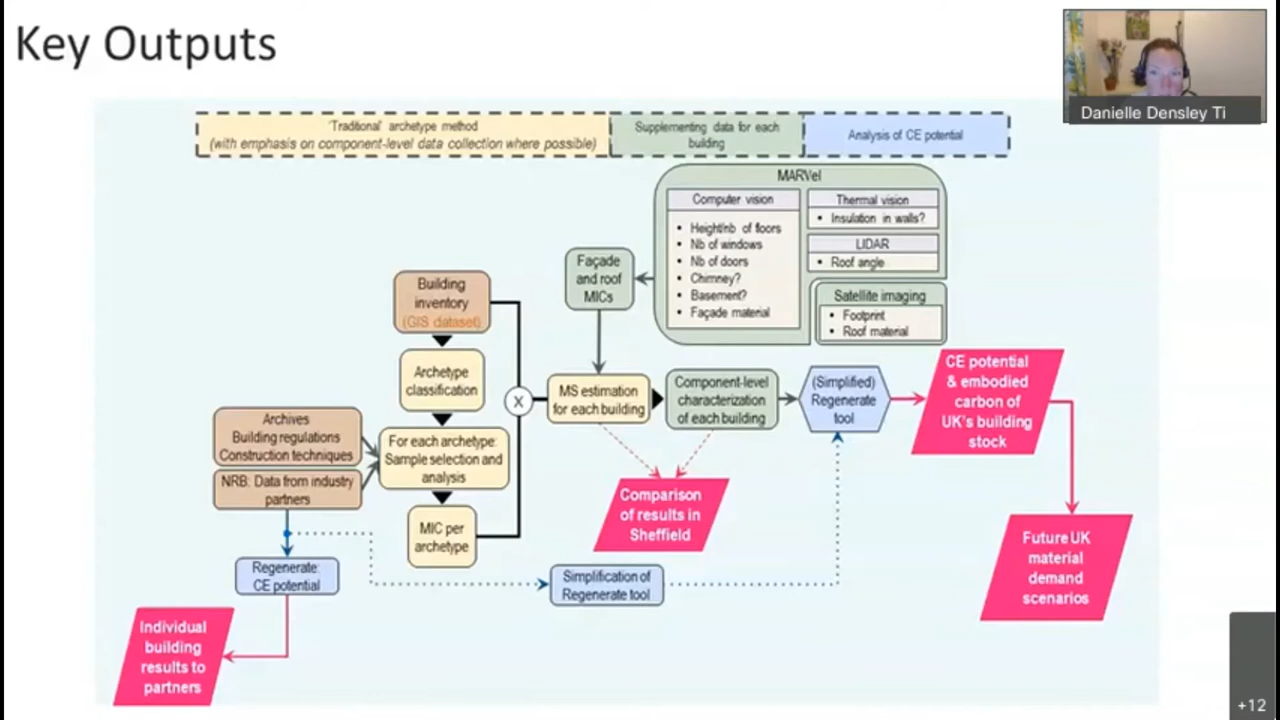 Key Outputs
Danielle Densley Ti
'Traditional' archetype method
(with emphasis on component-level data collection where possible)
Supplementing data for each
building
Analysis of CE potential
MARVel
Computer vision
• Height/nb of floors
• Nb of windows
• Nb of doors
• Chimney?
• Basement?
• Façade material
Thermal vision
• Insulation in walls?
LIDAR
• Roof angle
Satellite imaging
• Footprint
• Roof material
Façade
and roof
MICs
Building
inventory
(GIS dataset)
Archetype
classification
Archives
Building regulations
Construction techniques
NRB: Data from industry
partners
For each archetype:
Sample selection and
analysis
MIC per
archetype
X
MS estimation
for each building
Component-level
characterization
of each building
(Simplified)
Regenerate
tool
CE potential
& embodied
carbon of
UK's building
stock
Comparison
of results in
Sheffield
Future UK
material
demand
scenarios
Regenerate:
CE potential
Simplification of
Regenerate tool
Individual
building
results to
partners
+12